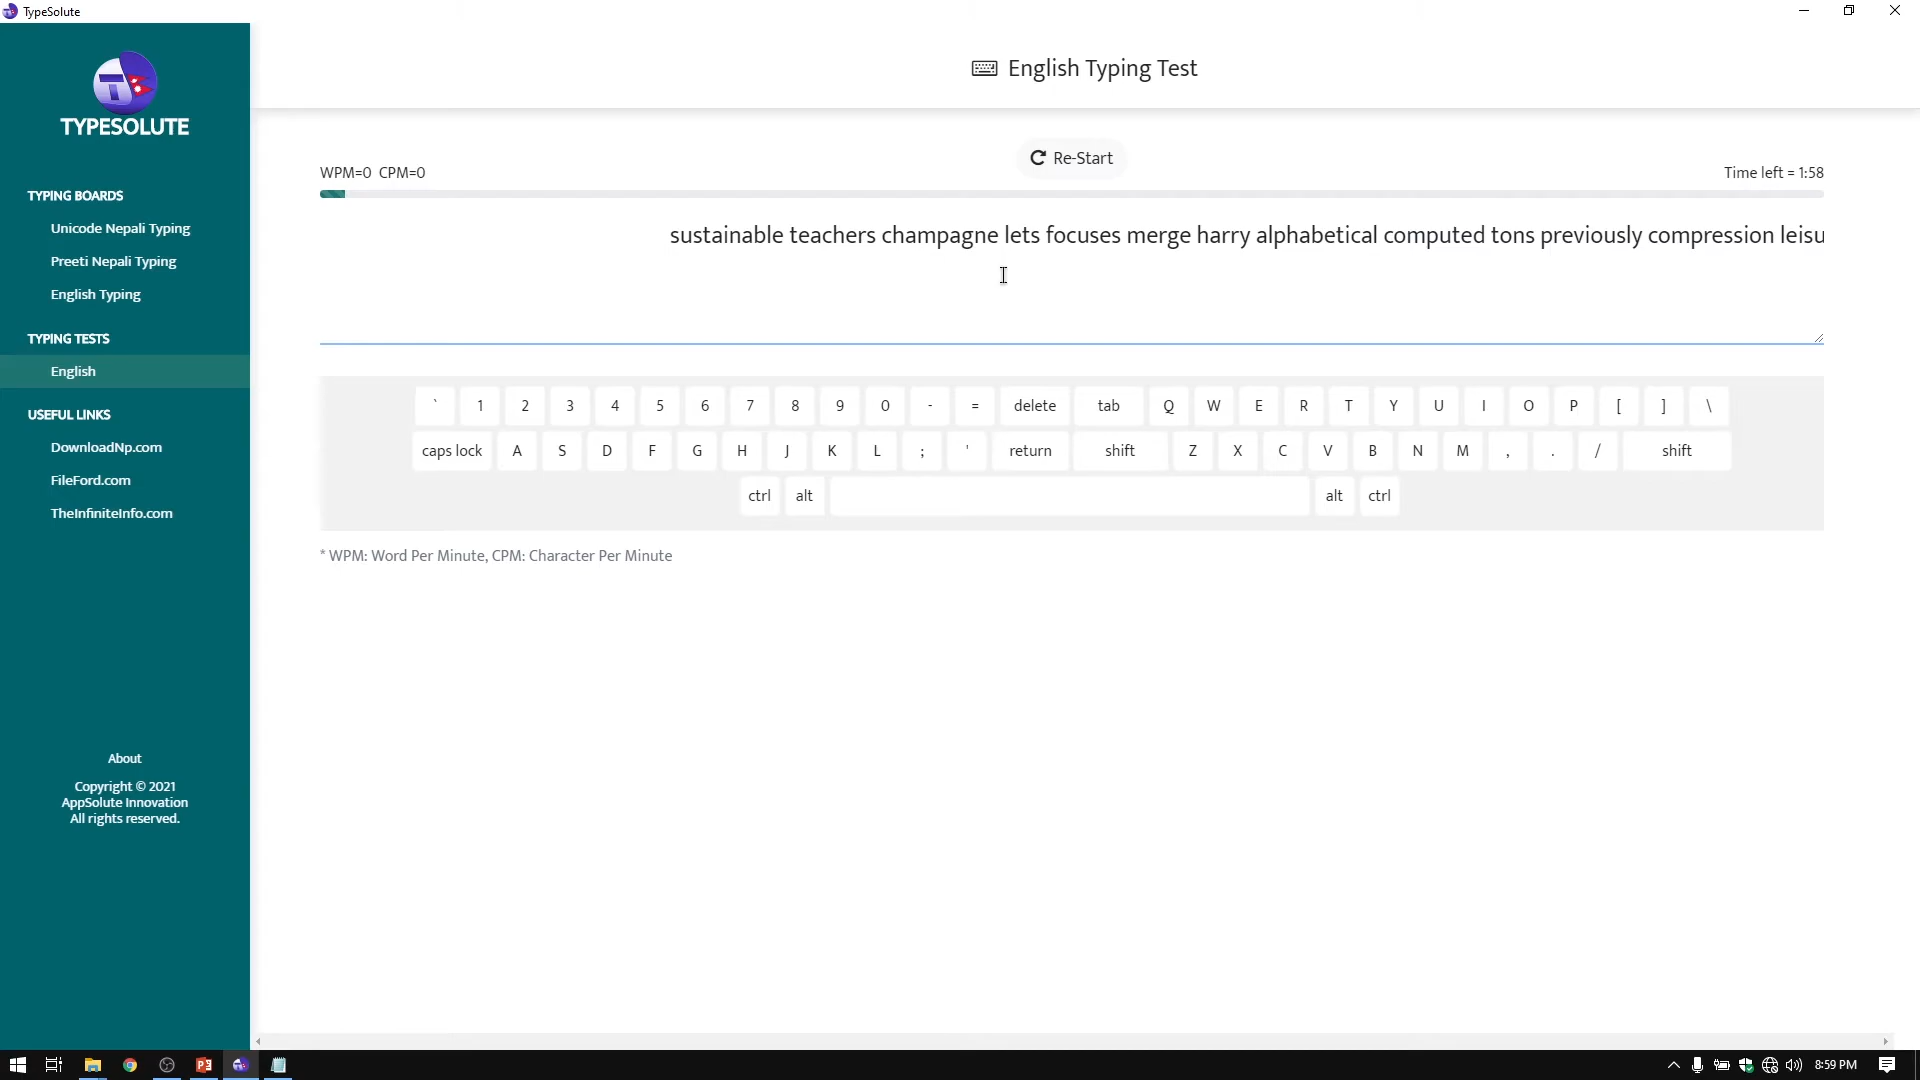 TypeSolute
TYPESOLUTE
TYPING BOARDS
Unicode Nepali Typing
Preeti Nepali Typing
English Typing
TYPING TESTS
English
USEFUL LINKS
DownloadNp.com
FileFord.com
TheInfiniteInfo.com
About
Copyright © 2021
AppSolute Innovation
All rights reserved.
English Typing Test
Re-Start
WPM=0 CPM=0
Time left = 1:58
sustainable teachers champagne lets focuses merge harry alphabetical computed tons previously compression leisu
` 1 2 3 4 5 6 7 8 9 0 - = delete tab Q W E R T Y U I O P [ ] \
caps lock A S D F G H J K L ; ' return shift Z X C V B N M , . / shift
ctrl alt alt ctrl
* WPM: Word Per Minute, CPM: Character Per Minute
8:59 PM